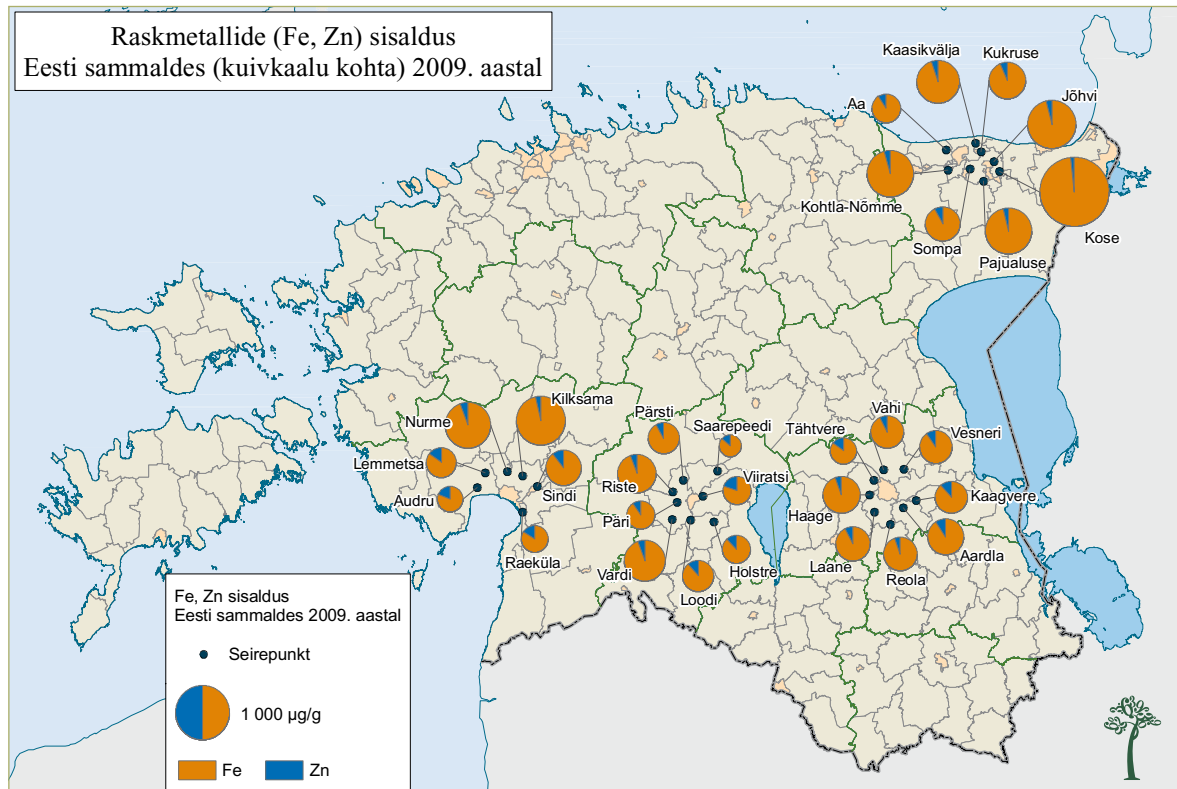 Raskmetallide (Fe, Zn) sisaldus
Eesti sammaldes (kuivkaalu kohta) 2009. aastal
Kaasikvälja
Kukruse
Aa
Jõhvi
Kohtla-Nõmme
Sompa
Pajualuse
Kose
Kilksama
Nurme
Pärsti
Saarepeedi
Vahi
Tähtvere
Vesneri
Lemmetsa
Viiratsi
Riste
Sindi
Audru
Kaagvere
Päri
Haage
Raeküla
Vardi
Loodi
Holstre
Laane
Reola
Aardla
Fe, Zn sisaldus
Eesti sammaldes 2009. aastal
Seirepunkt
1 000 µg/g
Fe
Zn